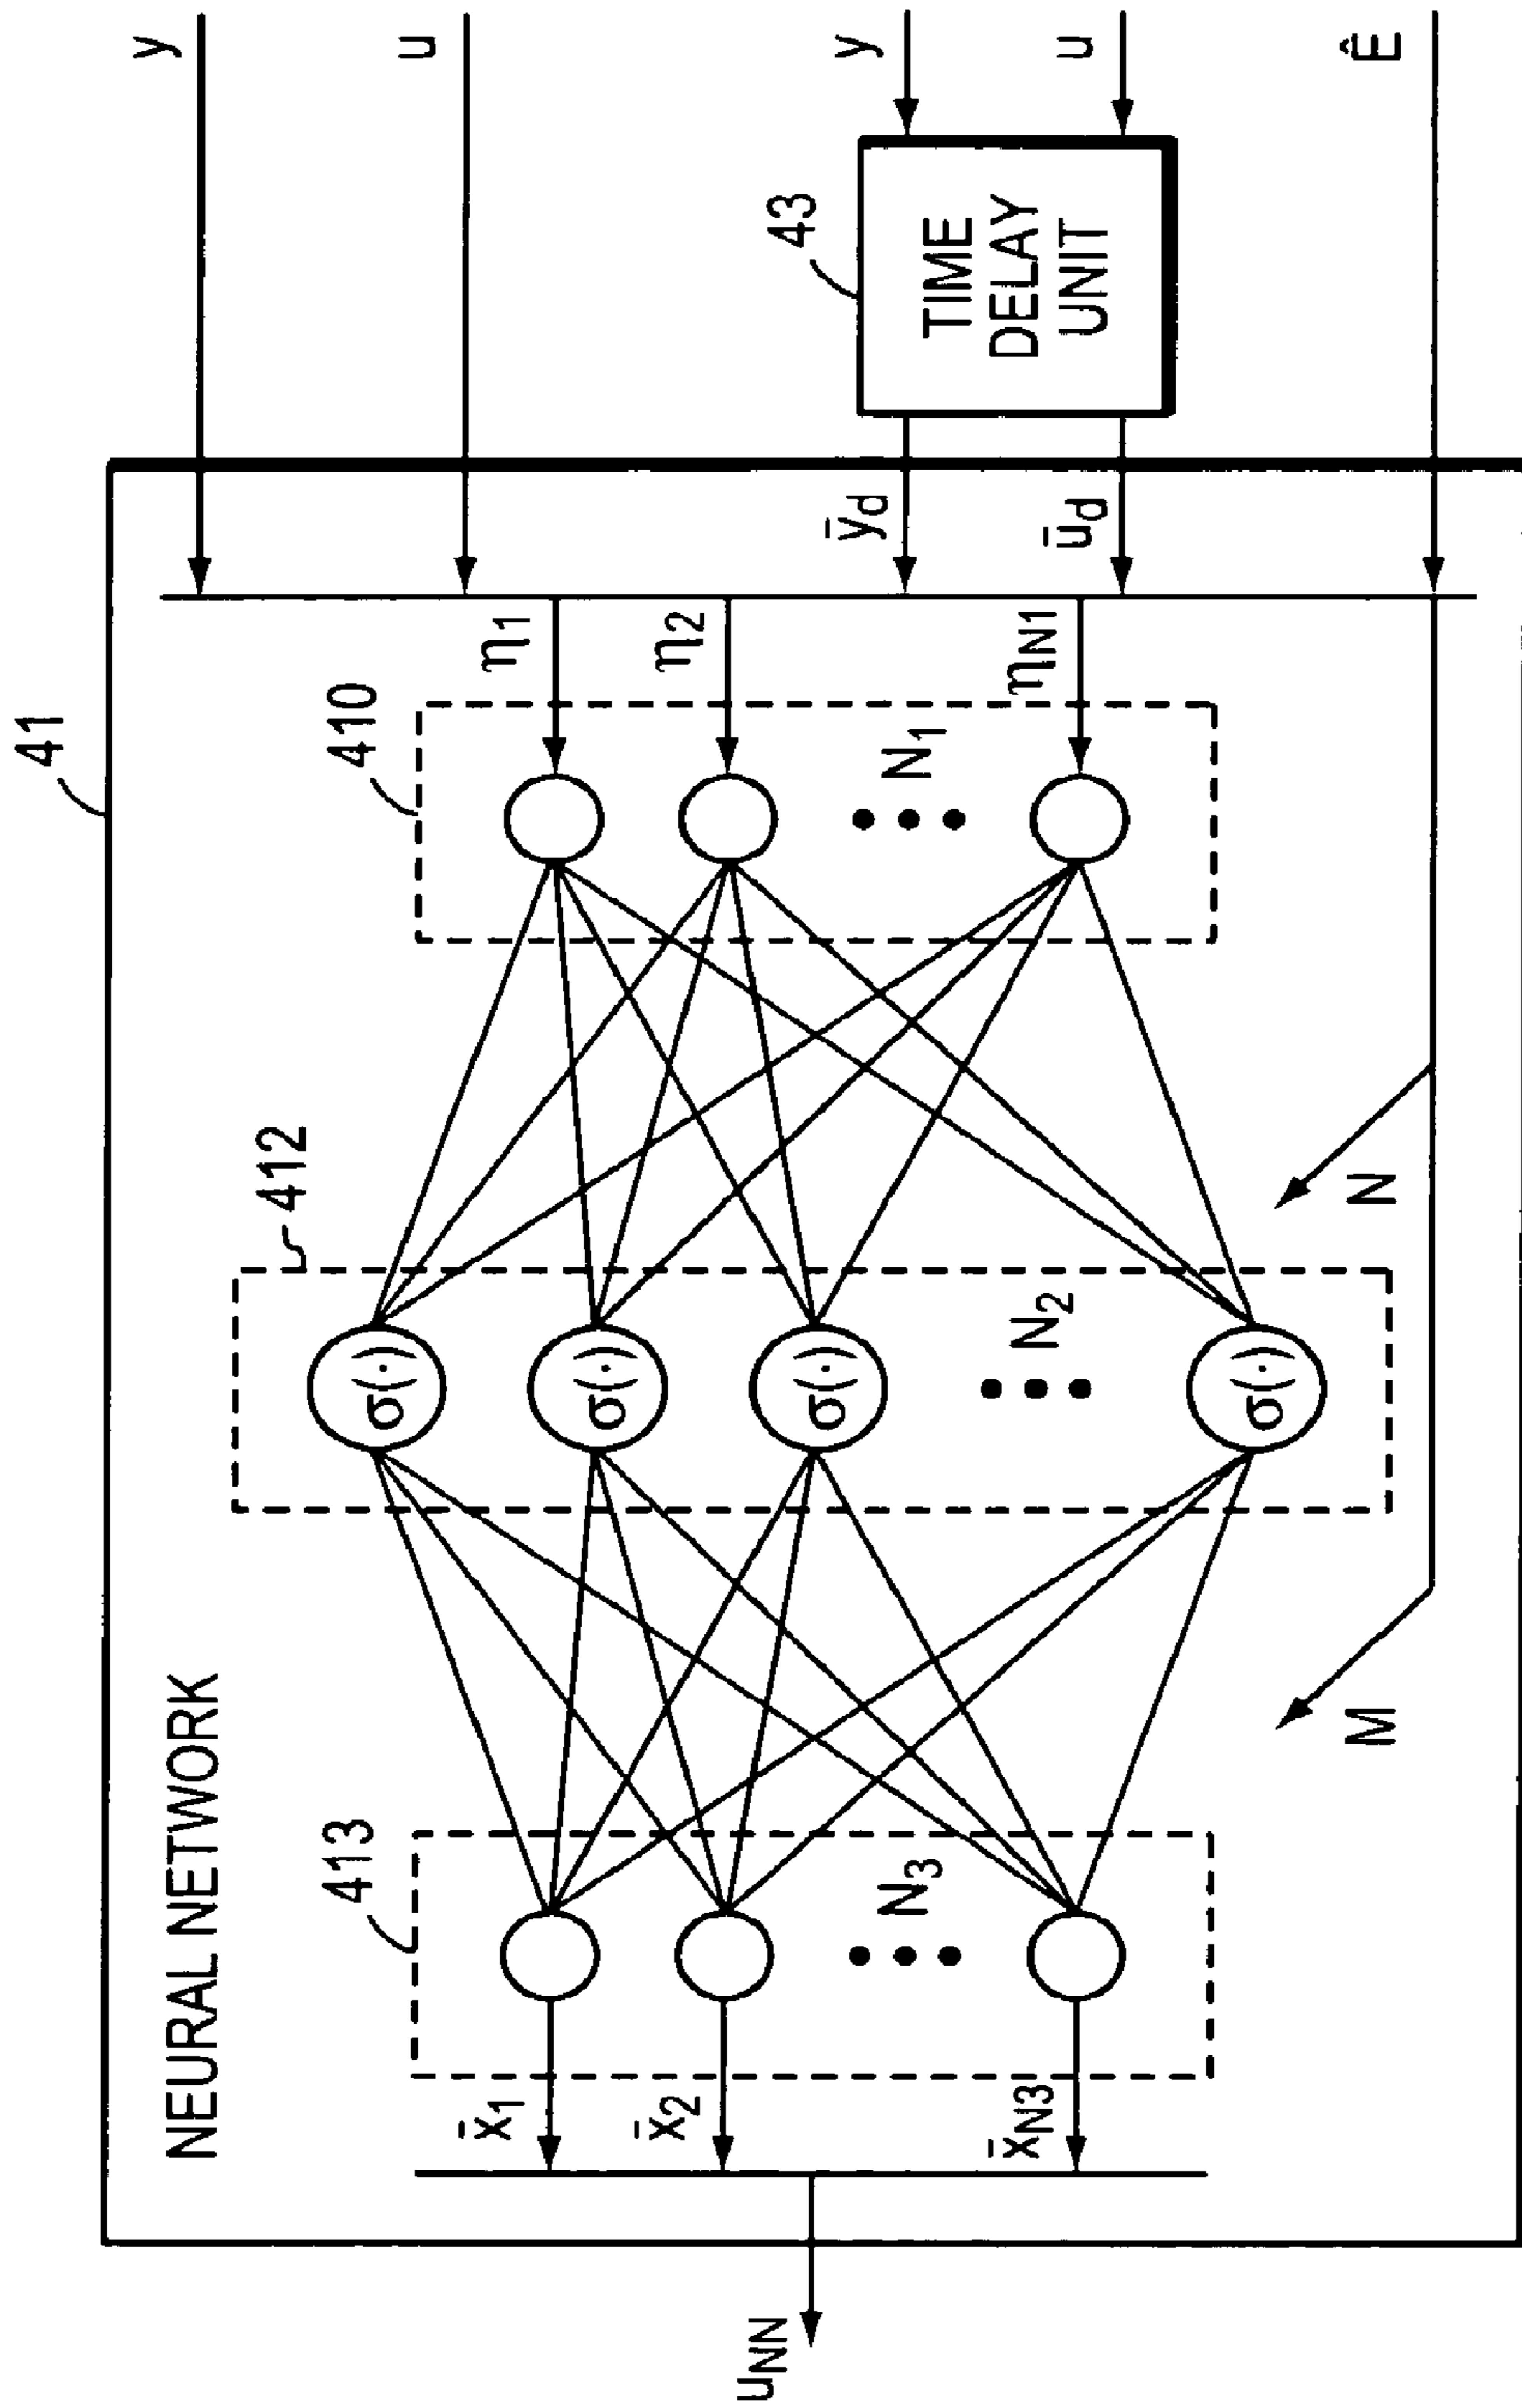 41
NEURAL NETWORK
y
u
412
413
410
x̄₁
σ(·)
η₁
x̄₂
σ(·)
η₂
σ(·)
43
y
ȳd
TIME
DELAY
UNIT
uNN
N₃
N₂
N₁
x̄N3
σ(·)
ηN1
ūd
u
M
N
Ê